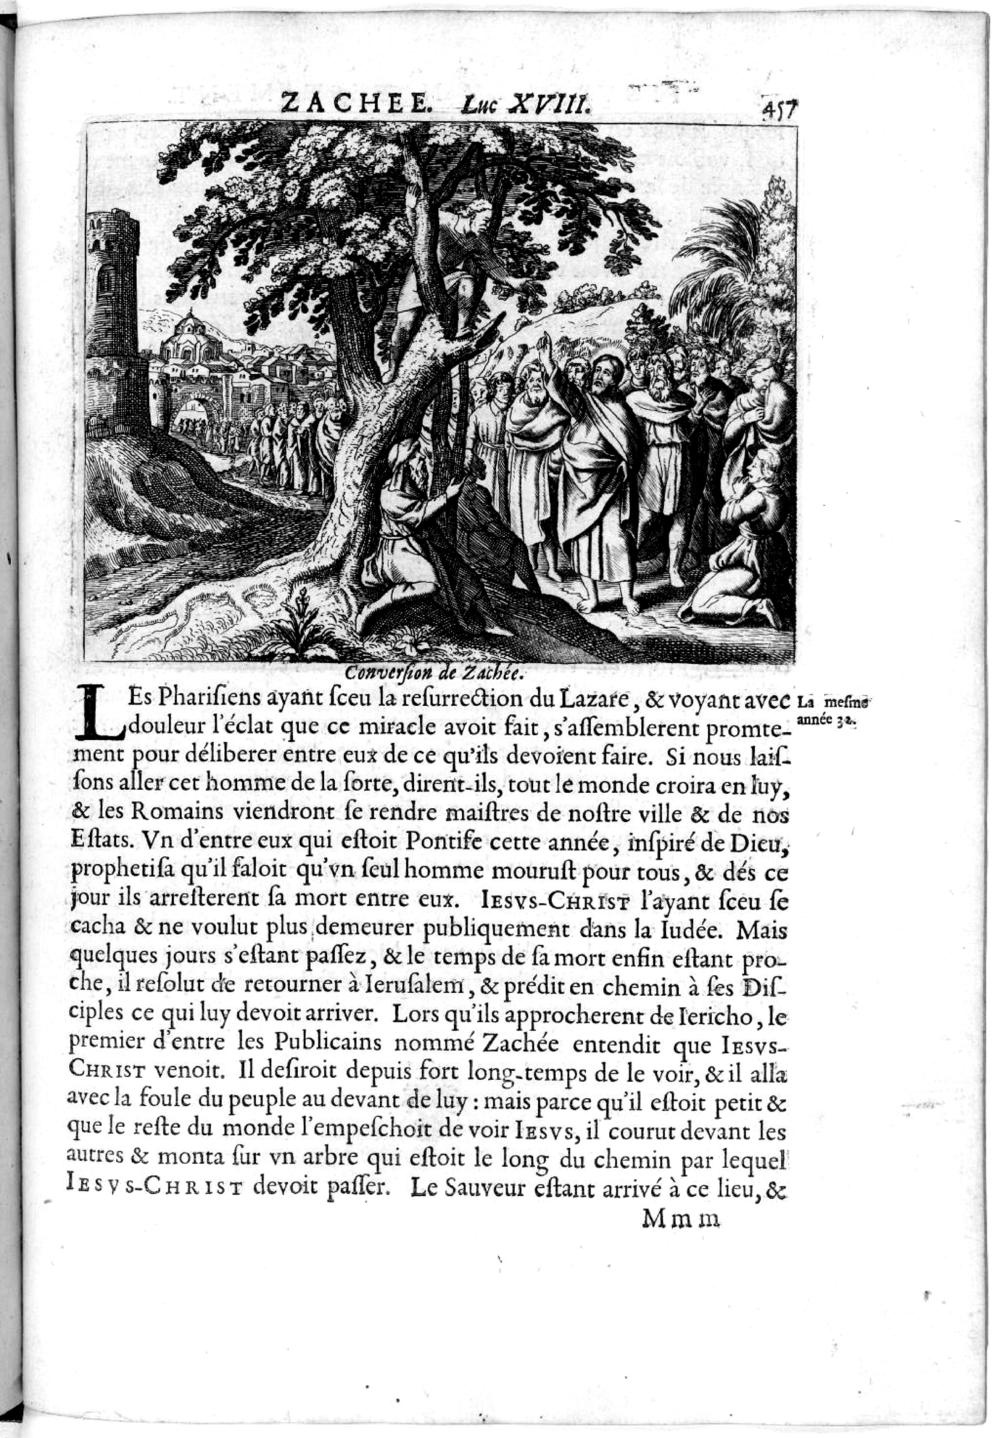 ZACHEE. Luc XVIII. 457
Conversion de Zachée.
LEs Phariſiens ayant ſceu la reſurrection du Lazare, & voyant avec
La meſme
année 32.
douleur l'éclat que ce miracle avoit fait, s'aſſemblerent promte-
ment pour déliberer entre eux de ce qu'ils devoient faire. Si nous laiſ-
ſons aller cet homme de la ſorte, dirent-ils, tout le monde croira en luy,
& les Romains viendront ſe rendre maiſtres de noſtre ville & de nos
Eſtats. Vn d'entre eux qui eſtoit Pontife cette année, inſpiré de Dieu,
prophetiſa qu'il faloit qu'vn ſeul homme mouruſt pour tous, & dés ce
jour ils arreſterent ſa mort entre eux. IESVS-CHRIST l'ayant ſceu ſe
cacha & ne voulut plus demeurer publiquement dans la Iudée. Mais
quelques jours s'eſtant paſſez, & le temps de ſa mort enfin eſtant pro-
che, il reſolut de retourner à Ieruſalem, & prédit en chemin à ſes Diſ-
ciples ce qui luy devoit arriver. Lors qu'ils approcherent de Iericho, le
premier d'entre les Publicains nommé Zachée entendit que IESVS-
CHRIST venoit. Il deſiroit depuis fort long-temps de le voir, & il alla
avec la foule du peuple au devant de luy : mais parce qu'il eſtoit petit &
que le reſte du monde l'empeſchoit de voir IESVS, il courut devant les
autres & monta ſur vn arbre qui eſtoit le long du chemin par lequel
IESVS-CHRIST devoit paſſer. Le Sauveur eſtant arrivé à ce lieu, &
Mmm